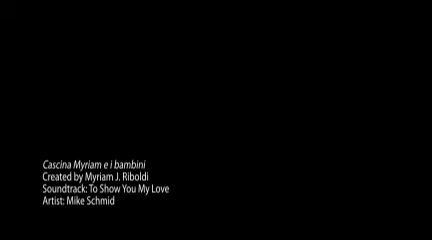 Cascina Myriam e i bambini
Created by Myriam J. Riboldi
Soundtrack: To Show You My Love
Artist: Mike Schmid